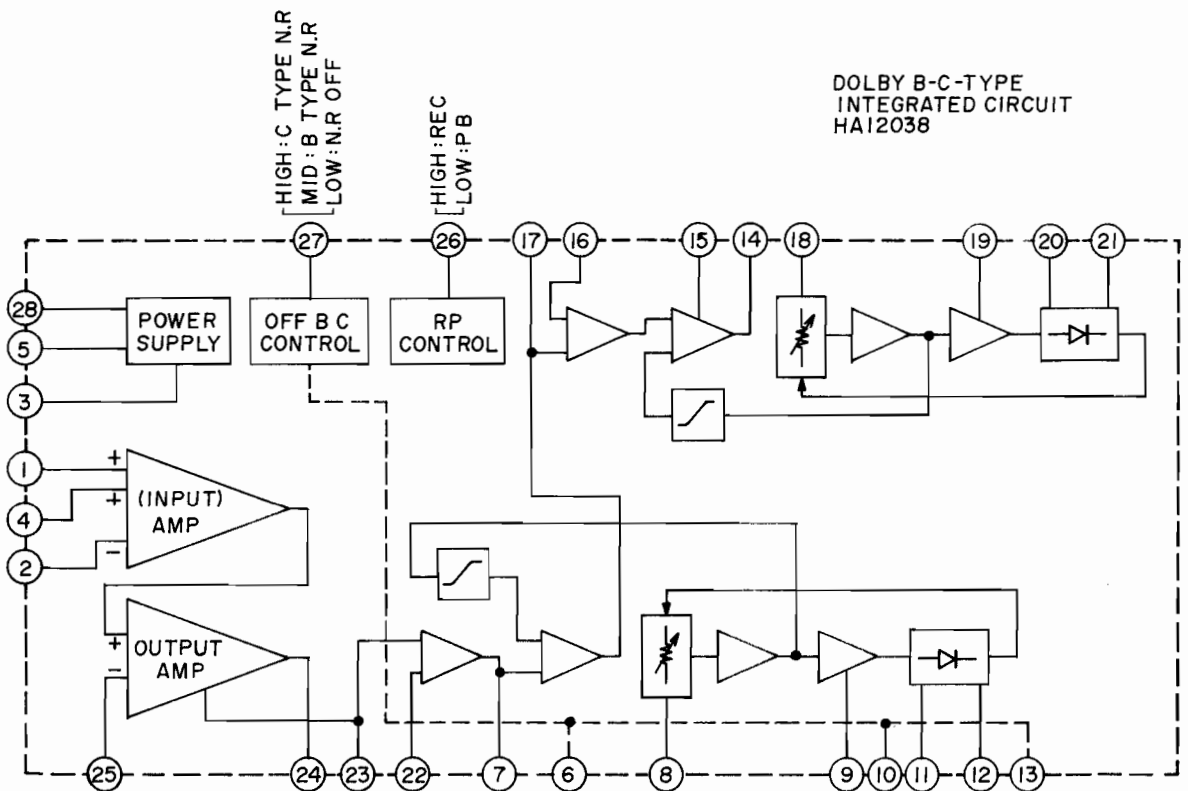 HIGH : C TYPE N.R
MID : B TYPE N.R
LOW : N.R OFF
HIGH : REC
LOW : PB
DOLBY B-C-TYPE
INTEGRATED CIRCUIT
HA12038
27
26
17
16
15
14
18
19
20
21
28
5
3
POWER
SUPPLY
OFF B C
CONTROL
RP
CONTROL
1
4
2
+
+
−
(INPUT)
AMP
+
−
OUTPUT
AMP
25
24
23
22
7
6
8
9
10
11
12
13